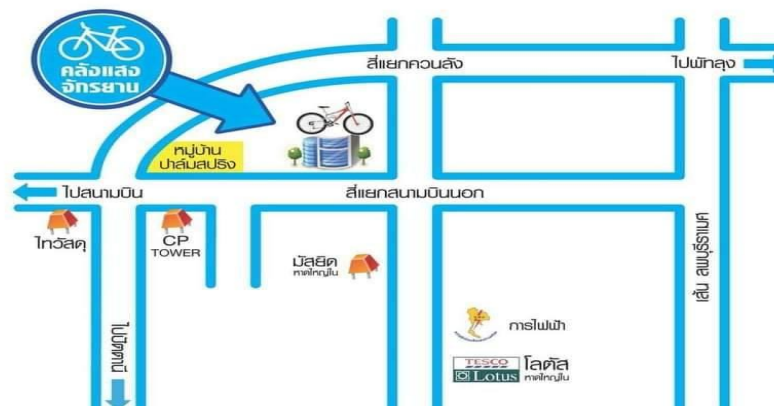 คลังแสง
จักรยาน
สี่แยกควนลัง
ไปพัทลุง
หมู่บ้าน
ปาล์มสปริง
ไปสนามบิน
สี่แยกสนามบินนอก
ไทวัสดุ
CP
TOWER
มัสยิด
หาดใหญ่ใน
เส้น ลพบุรีราเมศ
ไปปัตตานี
การไฟฟ้า
TESCO
Lotus
โลตัส
หาดใหญ่ใน